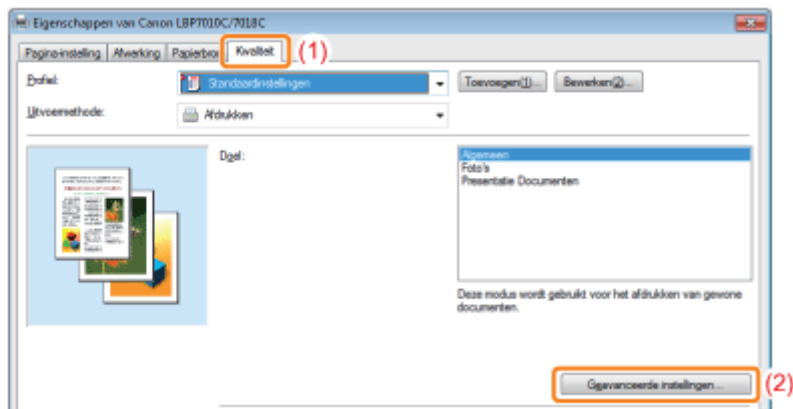 Eigenschappen van Canon LBP7010C/7018C
Pagina-instelling Afwerking Papierbron Kwaliteit (1)
Profiel: Standaardinstellingen Toevoegen(1)... Bewerken(2)...
Uitvoermethode: Afdrukken
Doel: Algemeen
Foto's
Presentatie Documenten
Deze modus wordt gebruikt voor het afdrukken van gewone
documenten.
Geavanceerde instellingen... (2)